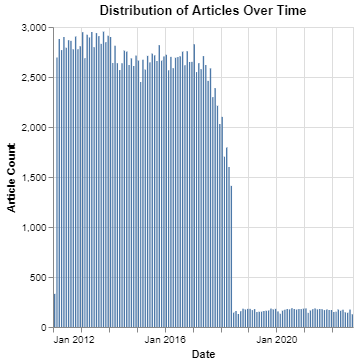 Distribution of Articles Over Time
3,000
2,500
2,000
1,500
1,000
500
0
Article Count
Jan 2012 Jan 2016 Jan 2020
Date